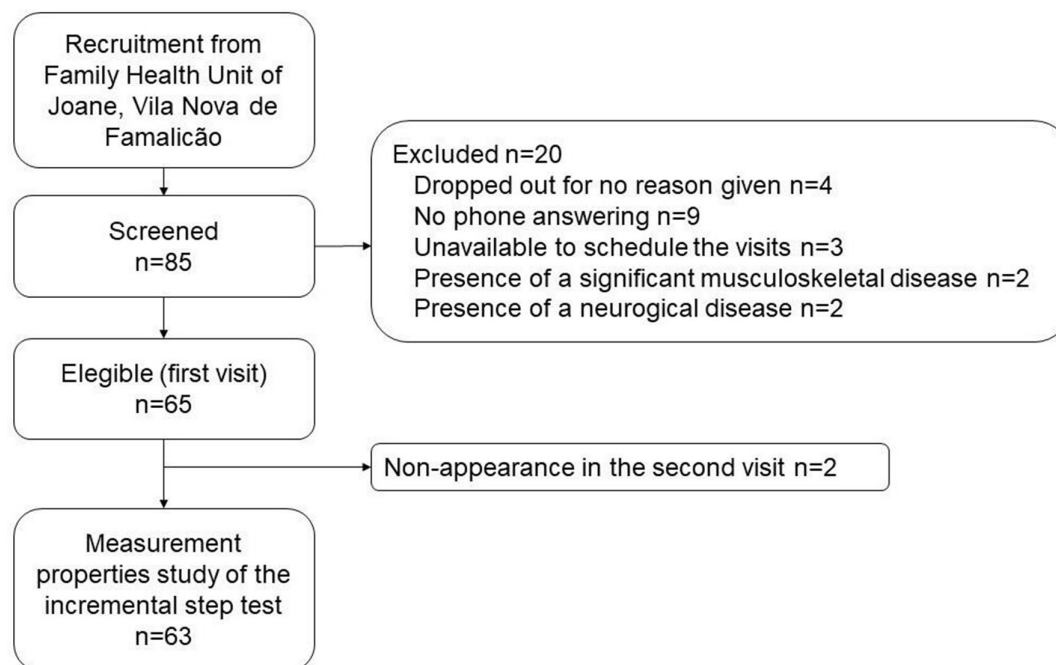 Recruitment from
Family Health Unit of
Joane, Vila Nova de
Famalicão
Screened
n=85
Excluded n=20
Dropped out for no reason given n=4
No phone answering n=9
Unavailable to schedule the visits n=3
Presence of a significant musculoskeletal disease n=2
Presence of a neurogical disease n=2
Elegible (first visit)
n=65
Non-appearance in the second visit n=2
Measurement
properties study of the
incremental step test
n=63